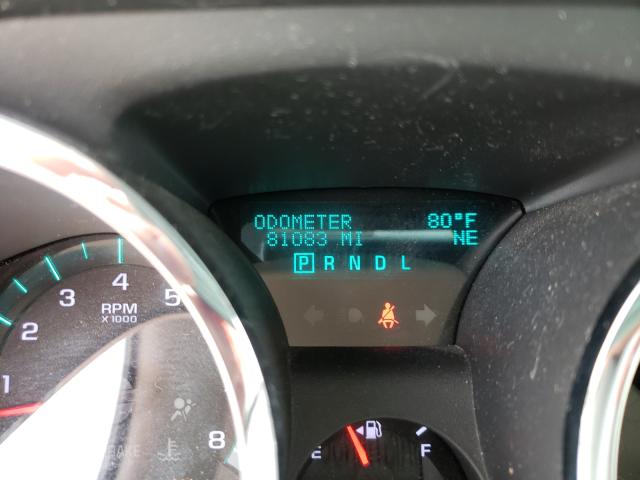 ODOMETER 80°F
81083 MI NE
P R N D L
1 2 3 4 5 8
RPM
X1000
E F